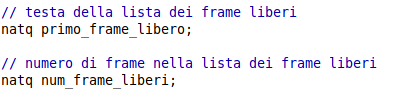 // testa della lista dei frame liberi
natq primo_frame_libero;
// numero di frame nella lista dei frame liberi
natq num_frame_liberi;